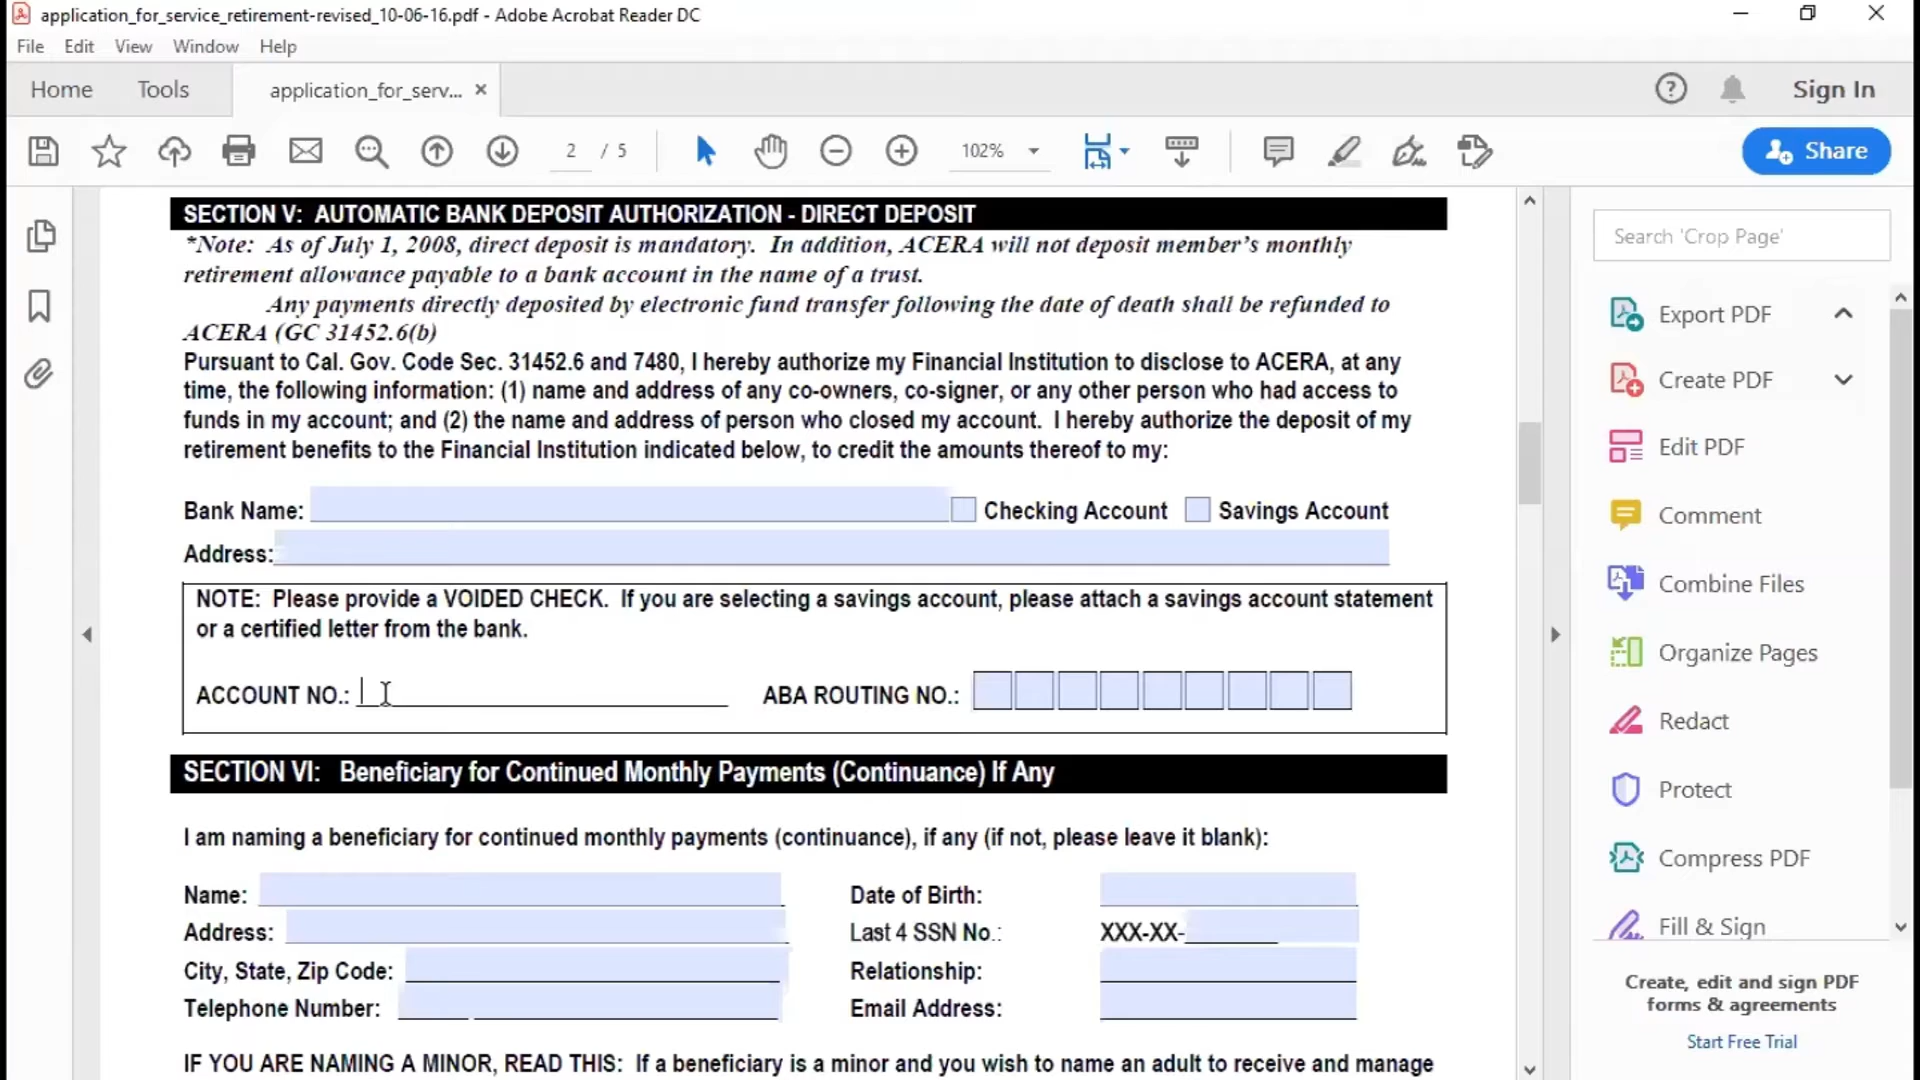 application_for_service_retirement-revised_10-06-16.pdf - Adobe Acrobat Reader DC
File Edit View Window Help
Home Tools application_for_serv... Sign In
2 / 5 102% Share
SECTION V: AUTOMATIC BANK DEPOSIT AUTHORIZATION - DIRECT DEPOSIT
*Note: As of July 1, 2008, direct deposit is mandatory. In addition, ACERA will not deposit member's monthly
retirement allowance payable to a bank account in the name of a trust.
Any payments directly deposited by electronic fund transfer following the date of death shall be refunded to
ACERA (GC 31452.6(b)
Pursuant to Cal. Gov. Code Sec. 31452.6 and 7480, I hereby authorize my Financial Institution to disclose to ACERA, at any
time, the following information: (1) name and address of any co-owners, co-signer, or any other person who had access to
funds in my account; and (2) the name and address of person who closed my account. I hereby authorize the deposit of my
retirement benefits to the Financial Institution indicated below, to credit the amounts thereof to my:
Bank Name: Checking Account Savings Account
Address:
NOTE: Please provide a VOIDED CHECK. If you are selecting a savings account, please attach a savings account statement
or a certified letter from the bank.
ACCOUNT NO.: ABA ROUTING NO.:
SECTION VI: Beneficiary for Continued Monthly Payments (Continuance) If Any
I am naming a beneficiary for continued monthly payments (continuance), if any (if not, please leave it blank):
Name: Date of Birth:
Address: Last 4 SSN No.: XXX-XX-
City, State, Zip Code: Relationship:
Telephone Number: Email Address:
IF YOU ARE NAMING A MINOR, READ THIS: If a beneficiary is a minor and you wish to name an adult to receive and manage
Search 'Crop Page'
Export PDF
Create PDF
Edit PDF
Comment
Combine Files
Organize Pages
Redact
Protect
Compress PDF
Fill & Sign
Create, edit and sign PDF
forms & agreements
Start Free Trial